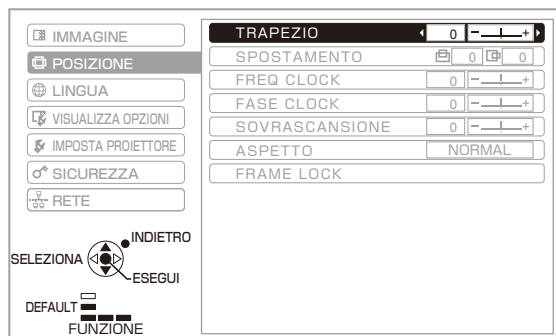 IMMAGINE
POSIZIONE
LINGUA
VISUALIZZA OPZIONI
IMPOSTA PROIETTORE
SICUREZZA
RETE
TRAPEZIO 0 - +
SPOSTAMENTO 0 0
FREQ CLOCK 0 - +
FASE CLOCK 0 - +
SOVRASCANSIONE 0 - +
ASPETTO NORMAL
FRAME LOCK
INDIETRO
SELEZIONA
ESEGUI
DEFAULT
FUNZIONE